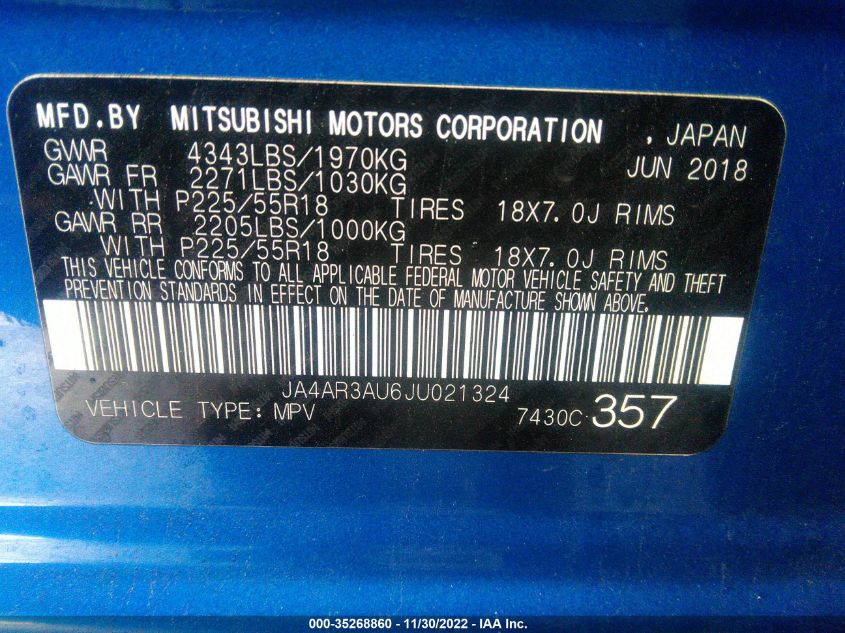 MFD.BY MITSUBISHI MOTORS CORPORATION , JAPAN
GVWR 4343LBS/1970KG JUN 2018
GAWR FR 2271LBS/1030KG
WITH P225/55R18 TIRES 18X7.0J RIMS
GAWR RR 2205LBS/1000KG
WITH P225/55R18 TIRES 18X7.0J RIMS
THIS VEHICLE CONFORMS TO ALL APPLICABLE FEDERAL MOTOR VEHICLE SAFETY AND THEFT
PREVENTION STANDARDS IN EFFECT ON THE DATE OF MANUFACTURE SHOWN ABOVE.
JA4AR3AU6JU021324
VEHICLE TYPE: MPV 7430C 357
000-35268860 - 11/30/2022 - IAA Inc.